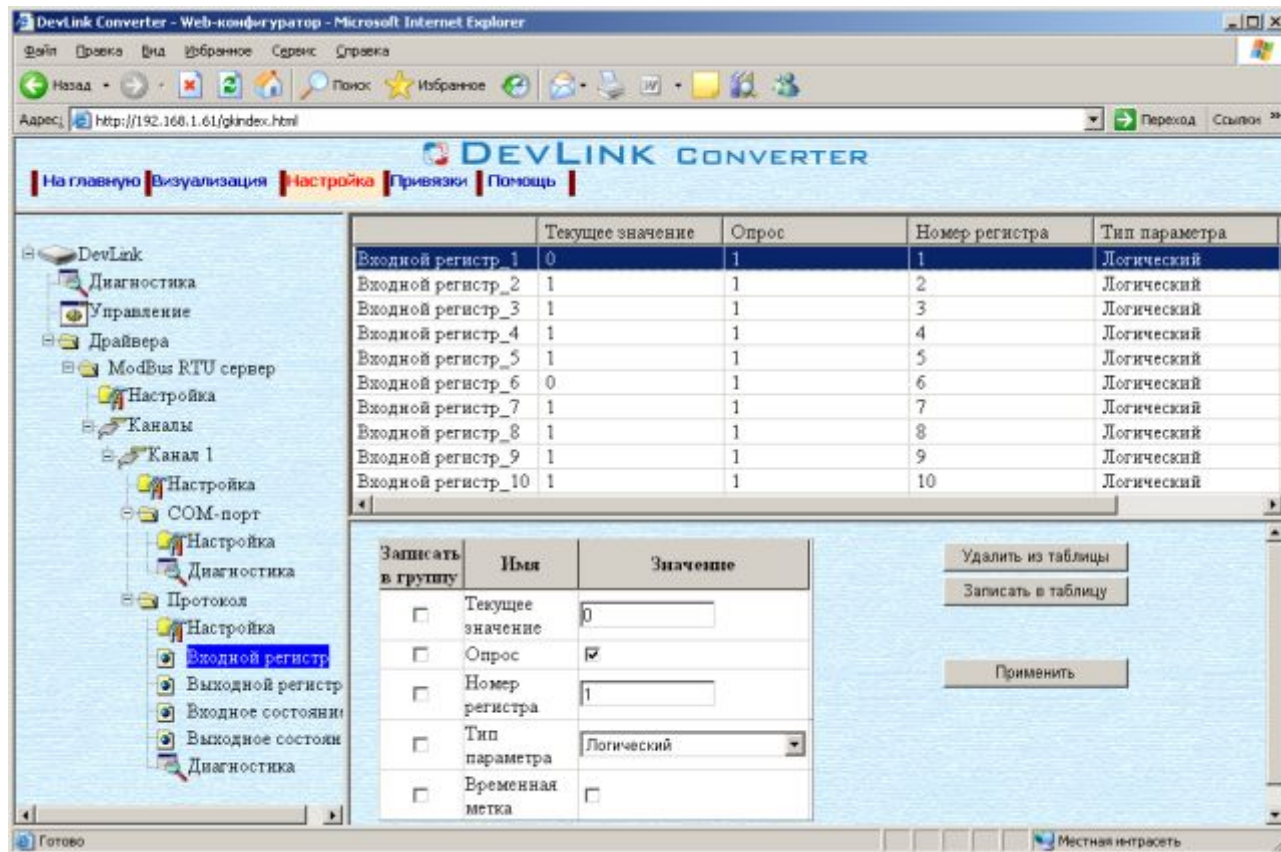 DevLink Converter - Web-конфигуратор - Microsoft Internet Explorer
Файл Правка Вид Избранное Сервис Справка
Назад Поиск Избранное
Адрес: http://192.168.1.61/gkindex.html Переход Ссылки »
DEVLINK CONVERTER
На главную Визуализация Настройка Привязки Помощь
DevLink
Диагностика
Управление
Драйвера
ModBus RTU сервер
Настройка
Каналы
Канал 1
Настройка
COM-порт
Настройка
Диагностика
Протокол
Настройка
Входной регистр
Выходной регистр
Входное состояние
Выходное состоян
Диагностика
Текущее значение Опрос Номер регистра Тип параметра
Входной регистр_1 0 1 1 Логический
Входной регистр_2 1 1 2 Логический
Входной регистр_3 1 1 3 Логический
Входной регистр_4 1 1 4 Логический
Входной регистр_5 1 1 5 Логический
Входной регистр_6 0 1 6 Логический
Входной регистр_7 1 1 7 Логический
Входной регистр_8 1 1 8 Логический
Входной регистр_9 1 1 9 Логический
Входной регистр_10 1 1 10 Логический
Записать в группу Имя Значение
Текущее значение 0
Опрос
Номер регистра 1
Тип параметра Логический
Временная метка
Удалить из таблицы
Записать в таблицу
Применить
Готово Местная интрасеть